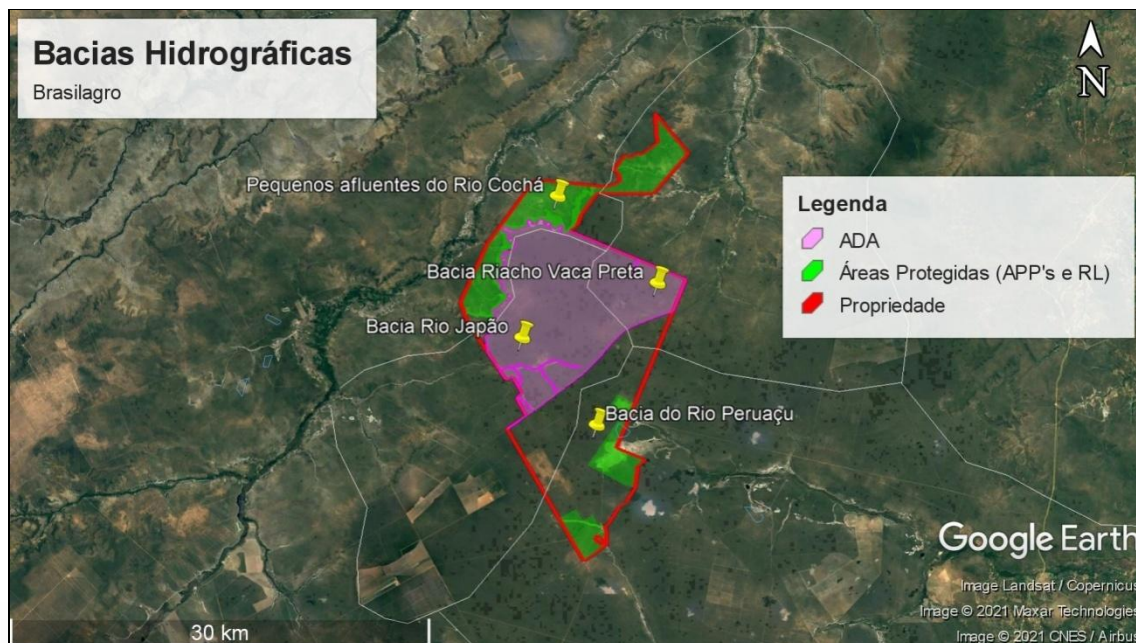 Bacias Hidrográficas
Brasilagro
N
Pequenos afluentes do Rio Cochá
Legenda
ADA
Áreas Protegidas (APP's e RL)
Propriedade
Bacia Riacho Vaca Preta
Bacia Rio Japão
Bacia do Rio Peruaçu
Google Earth
Image Landsat / Copernicus
Image © 2021 Maxar Technologies
Image © 2021 CNES / Airbus
30 km